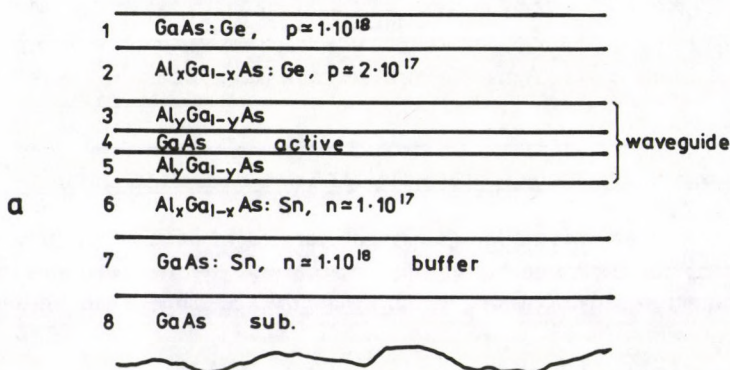 1 GaAs: Ge, p≃1·10¹⁸
2 AlₓGa₁₋ₓAs: Ge, p≃2·10¹⁷
3 AlyGa₁₋yAs
4 GaAs active
waveguide
5 AlyGa₁₋yAs
a
6 AlₓGa₁₋ₓAs: Sn, n≃1·10¹⁷
7 GaAs: Sn, n≃1·10¹⁸ buffer
8 GaAs sub.